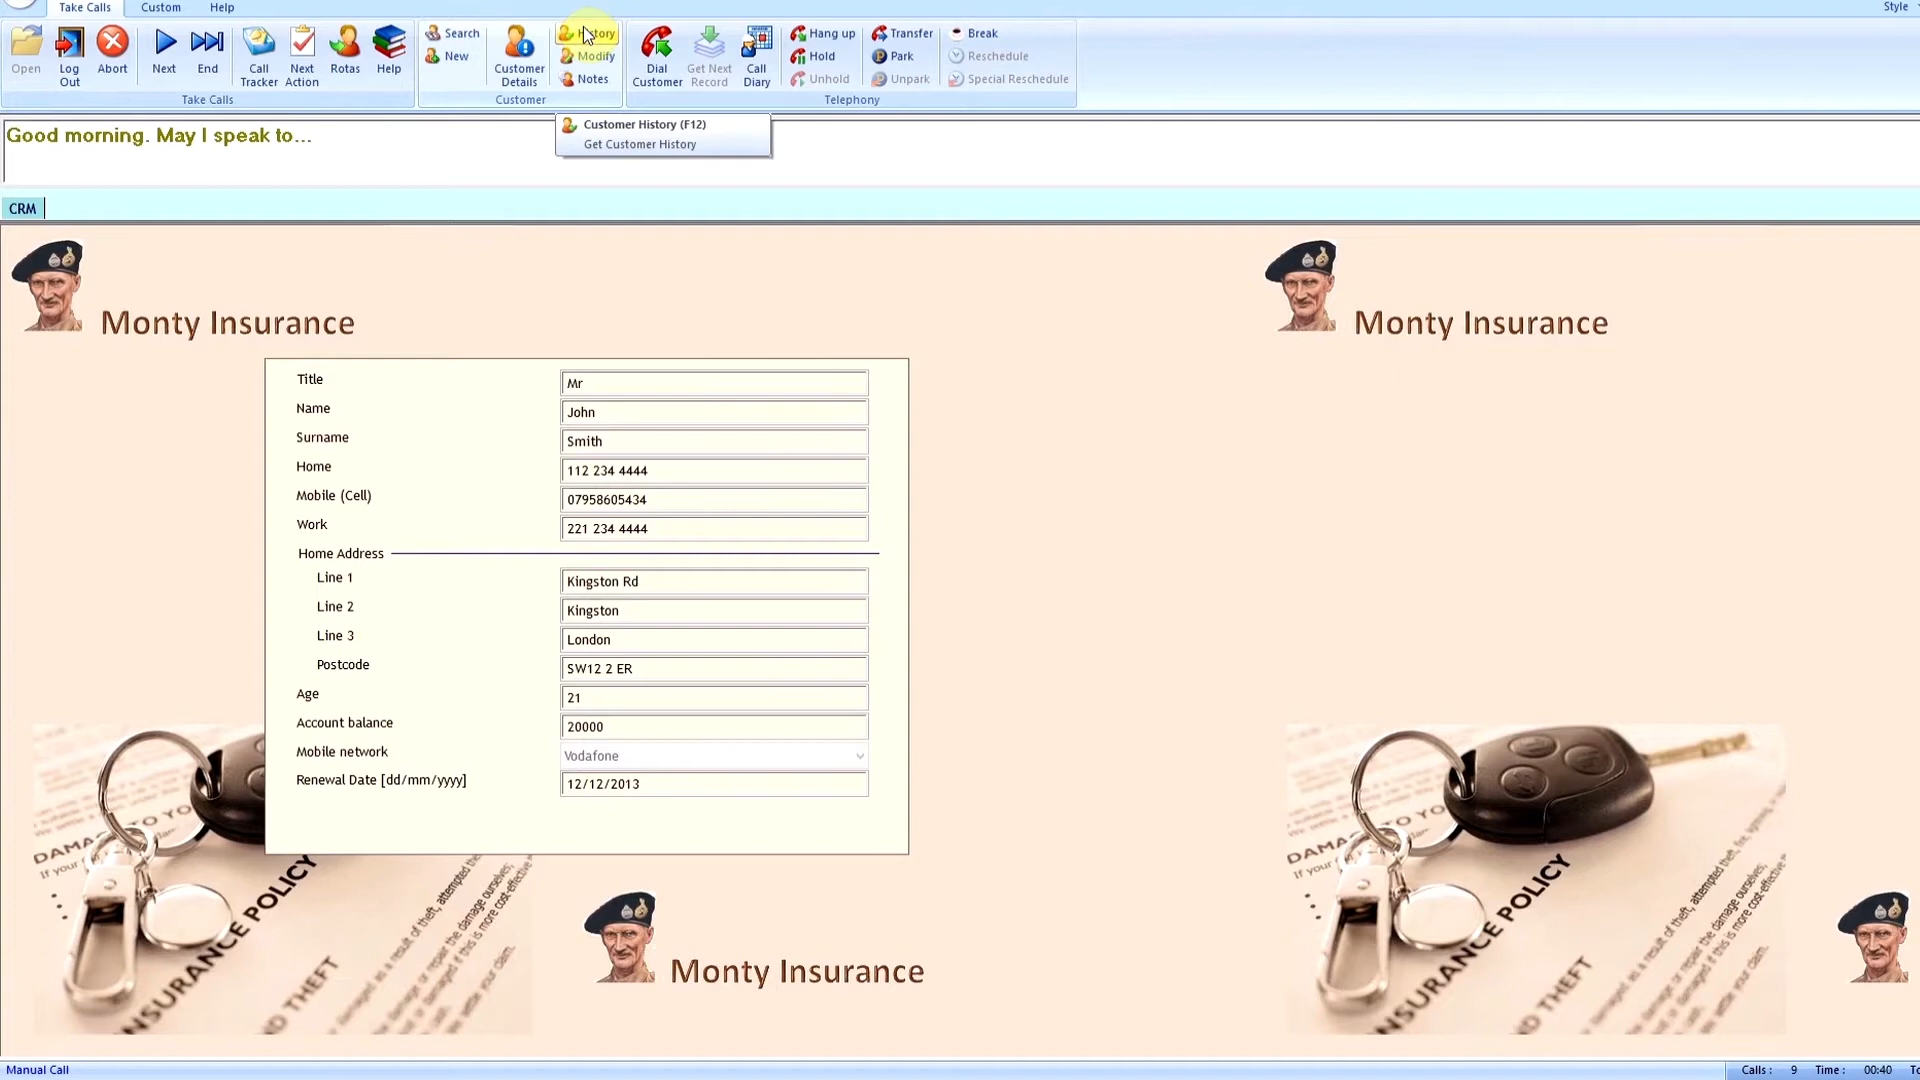 Take Calls Custom Help Style
Open Log Out Abort Next End Call Tracker Next Action Rotas Help
Take Calls
Search
New
Customer Details
History
Modify
Notes
Customer
Dial Customer Get Next Record Call Diary
Hang up
Hold
Unhold
Transfer
Park
Unpark
Break
Reschedule
Special Reschedule
Telephony
Customer History (F12)
Get Customer History
Good morning. May I speak to...
CRM
Monty Insurance
Monty Insurance
Title Mr
Name John
Surname Smith
Home 112 234 4444
Mobile (Cell) 07958605434
Work 221 234 4444
Home Address
Line 1 Kingston Rd
Line 2 Kingston
Line 3 London
Postcode SW12 2 ER
Age 21
Account balance 20000
Mobile network Vodafone
Renewal Date [dd/mm/yyyy] 12/12/2013
INSURANCE POLICY
THEFT
INSURANCE POLICY
THEFT
Monty Insurance
Manual Call
Calls : 9 Time : 00:40